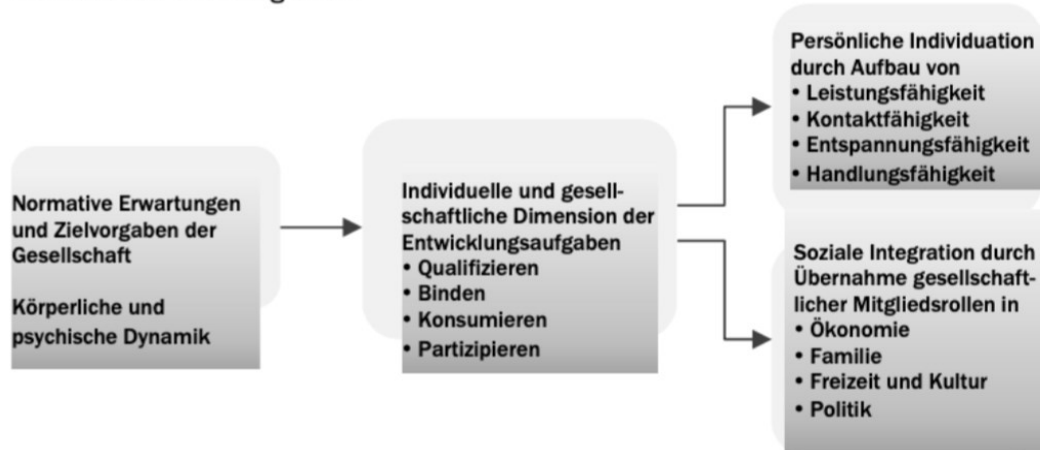 Normative Erwartungen
und Zielvorgaben der
Gesellschaft
Körperliche und
psychische Dynamik
Individuelle und gesell-
schaftliche Dimension der
Entwicklungsaufgaben
• Qualifizieren
• Binden
• Konsumieren
• Partizipieren
Persönliche Individuation
durch Aufbau von
• Leistungsfähigkeit
• Kontaktfähigkeit
• Entspannungsfähigkeit
• Handlungsfähigkeit
Soziale Integration durch
Übernahme gesellschaft-
licher Mitgliedsrollen in
• Ökonomie
• Familie
• Freizeit und Kultur
• Politik